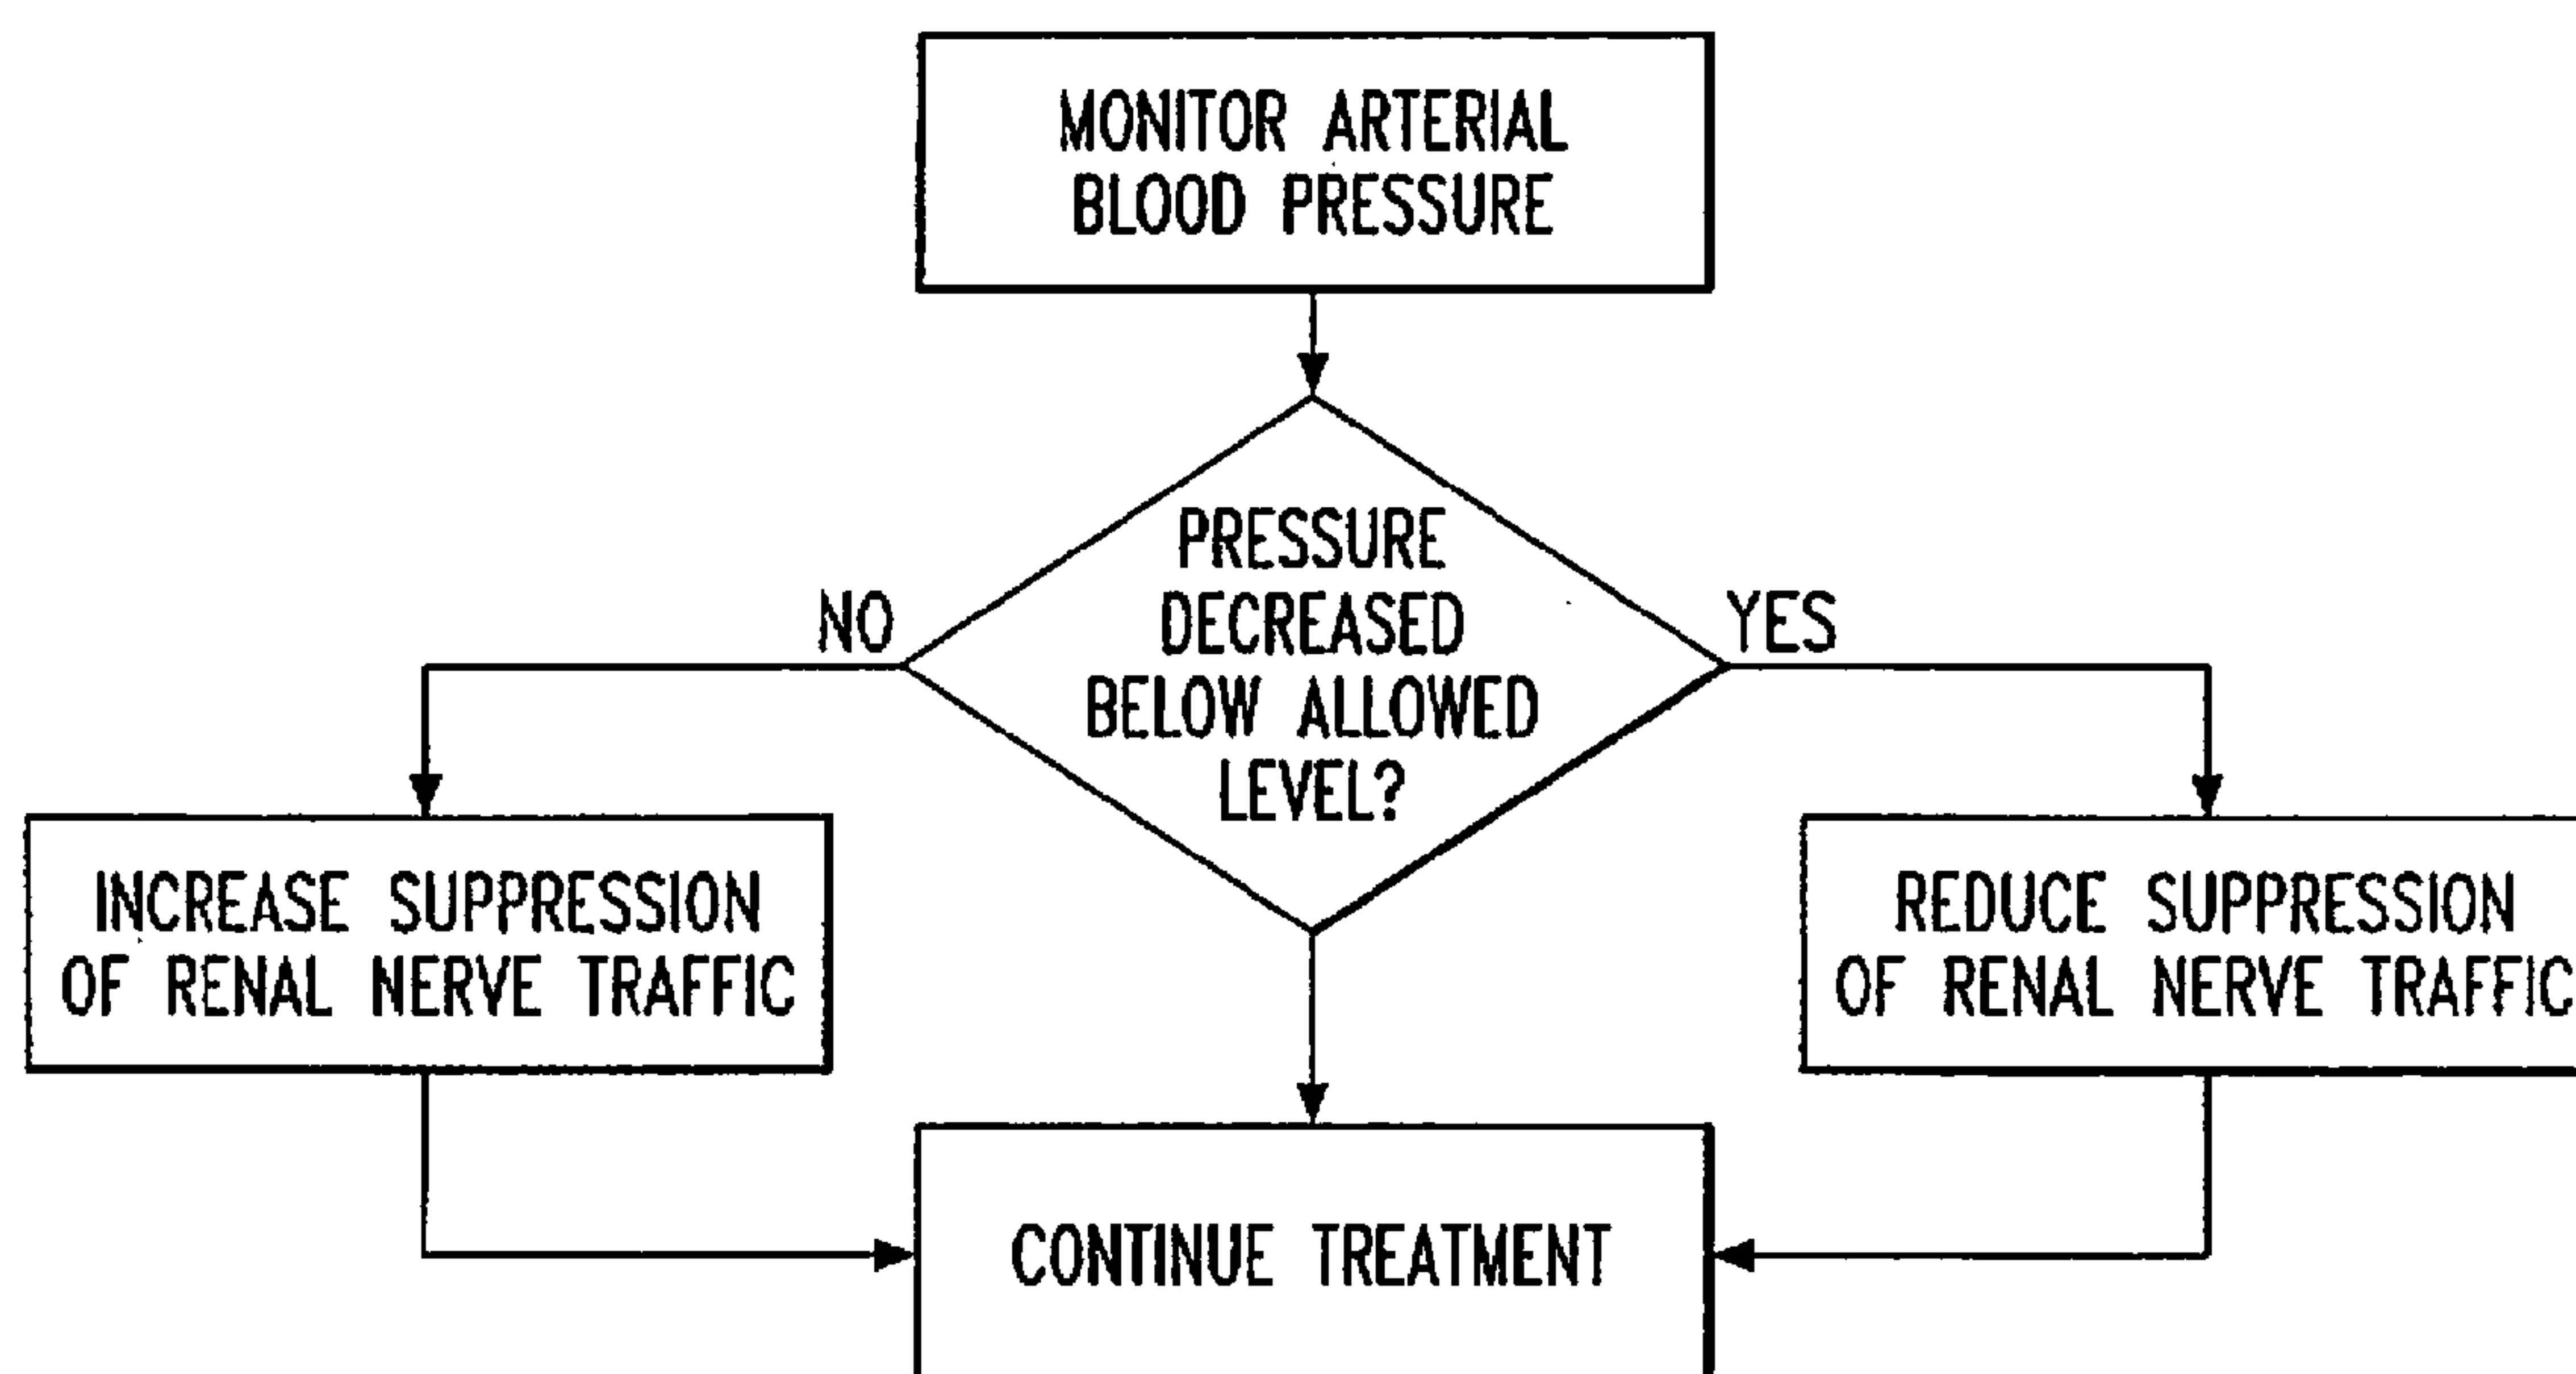 MONITOR ARTERIAL
BLOOD PRESSURE
PRESSURE
DECREASED
BELOW ALLOWED
LEVEL?
NO
YES
INCREASE SUPPRESSION
OF RENAL NERVE TRAFFIC
REDUCE SUPPRESSION
OF RENAL NERVE TRAFFIC
CONTINUE TREATMENT